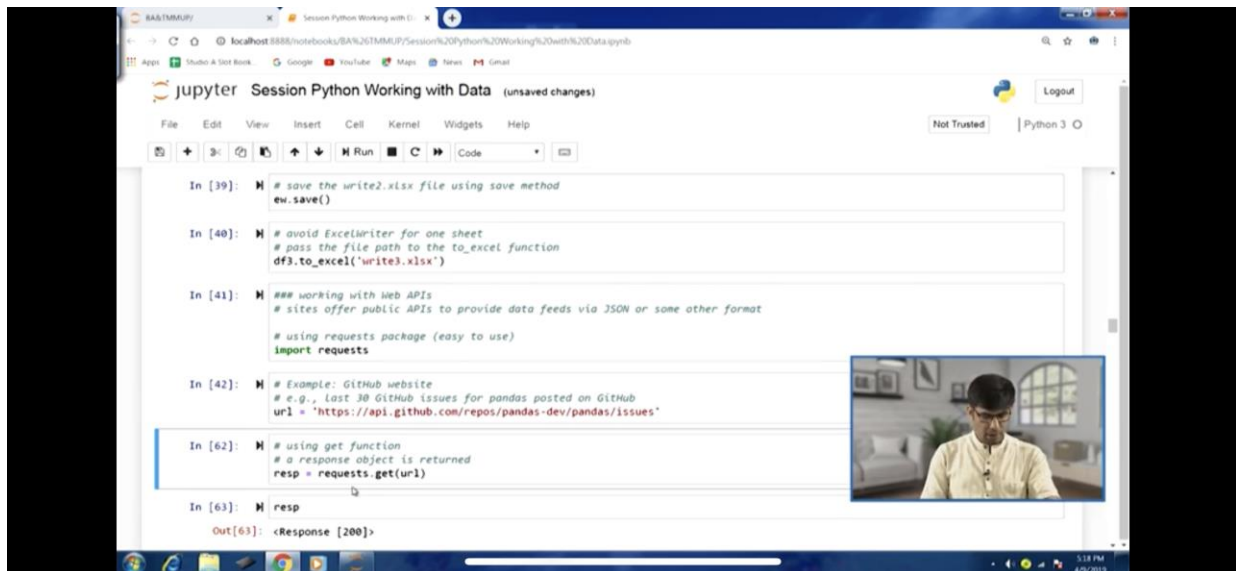 BA&TMMUP/
Session Python Working with D
localhost:8888/notebooks/BA%26TMMUP/Session%20Python%20Working%20with%20Data.ipynb
Apps Studio A Slot Book Google YouTube Maps News Gmail
jupyter Session Python Working with Data (unsaved changes) Logout
File Edit View Insert Cell Kernel Widgets Help Not Trusted Python 3
Run Code
In [39]: # save the write2.xlsx file using save method
ew.save()
In [40]: # avoid ExcelWriter for one sheet
# pass the file path to the to_excel function
df3.to_excel('write3.xlsx')
In [41]: ### working with Web APIs
# sites offer public APIs to provide data feeds via JSON or some other format
# using requests package (easy to use)
import requests
In [42]: # Example: GitHub website
# e.g., last 30 GitHub issues for pandas posted on GitHub
url = 'https://api.github.com/repos/pandas-dev/pandas/issues'
In [62]: # using get function
# a response object is returned
resp = requests.get(url)
In [63]: resp
Out[63]: <Response [200]>
5:18 PM